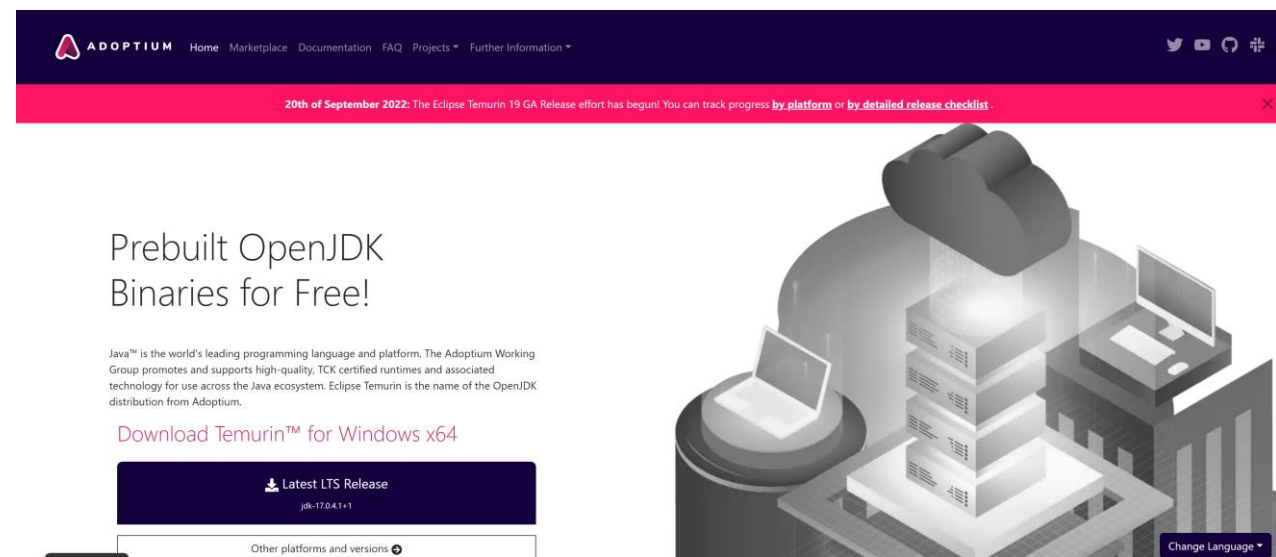 ADOPTIUM Home Marketplace Documentation FAQ Projects Further Information
20th of September 2022: The Eclipse Temurin 19 GA Release effort has begun! You can track progress by platform or by detailed release checklist .
Prebuilt OpenJDK
Binaries for Free!
Java™ is the world's leading programming language and platform. The Adoptium Working
Group promotes and supports high-quality, TCK certified runtimes and associated
technology for use across the Java ecosystem. Eclipse Temurin is the name of the OpenJDK
distribution from Adoptium.
Download Temurin™ for Windows x64
Latest LTS Release
jdk-17.0.4.1+1
Other platforms and versions
Change Language